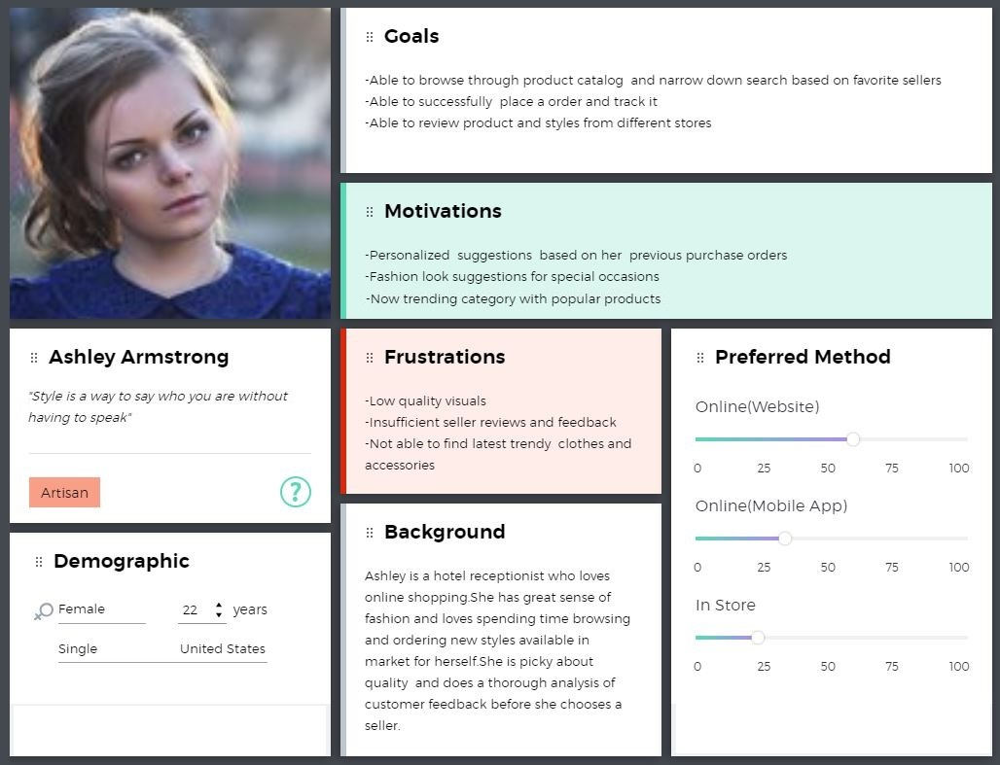 Goals
-Able to browse through product catalog  and narrow down search based on favorite sellers
-Able to successfully  place a order and track it
-Able to review product and styles from different stores
Motivations
-Personalized  suggestions  based on her  previous purchase orders
-Fashion look suggestions for special occasions
-Now trending category with popular products
Ashley Armstrong
"Style is a way to say who you are without
having to speak"
Artisan
?
Demographic
Female 22 years
Single United States
Frustrations
-Low quality visuals
-Insufficient seller reviews and feedback
-Not able to find latest trendy  clothes and
accessories
Background
Ashley is a hotel receptionist who loves
online shopping.She has great sense of
fashion and loves spending time browsing
and ordering new styles available in
market for herself.She is picky about
quality  and does a thorough analysis of
customer feedback before she chooses a
seller.
Preferred Method
Online(Website)
0 25 50 75 100
Online(Mobile App)
0 25 50 75 100
In Store
0 25 50 75 100